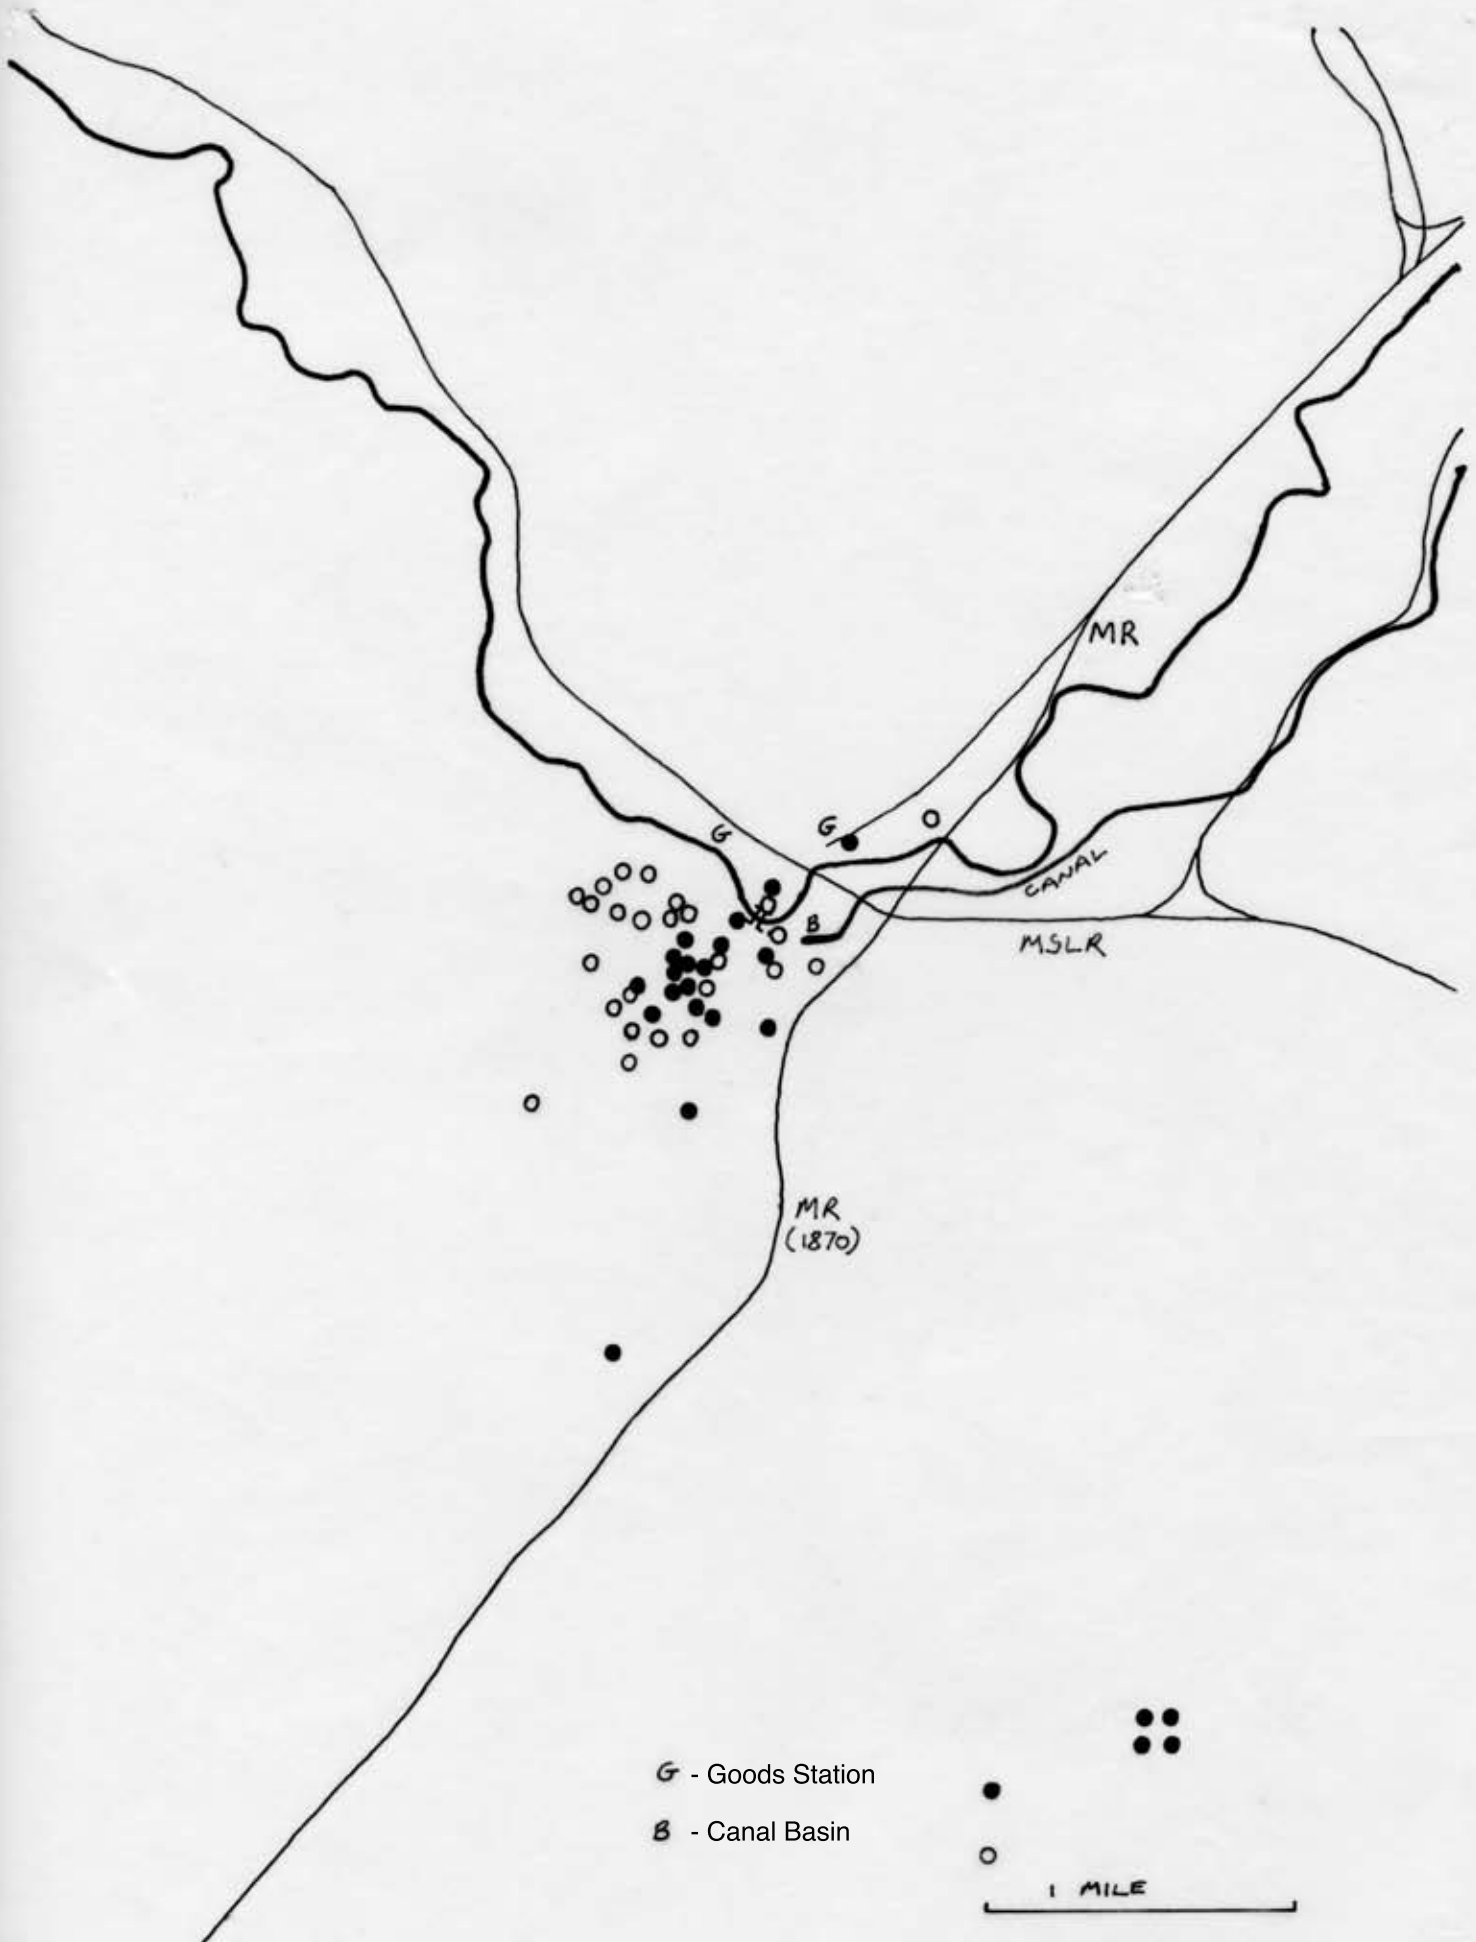 MR
G
G
CANAL
B
MSLR
MR
(1870)
G - Goods Station
B - Canal Basin
1 MILE